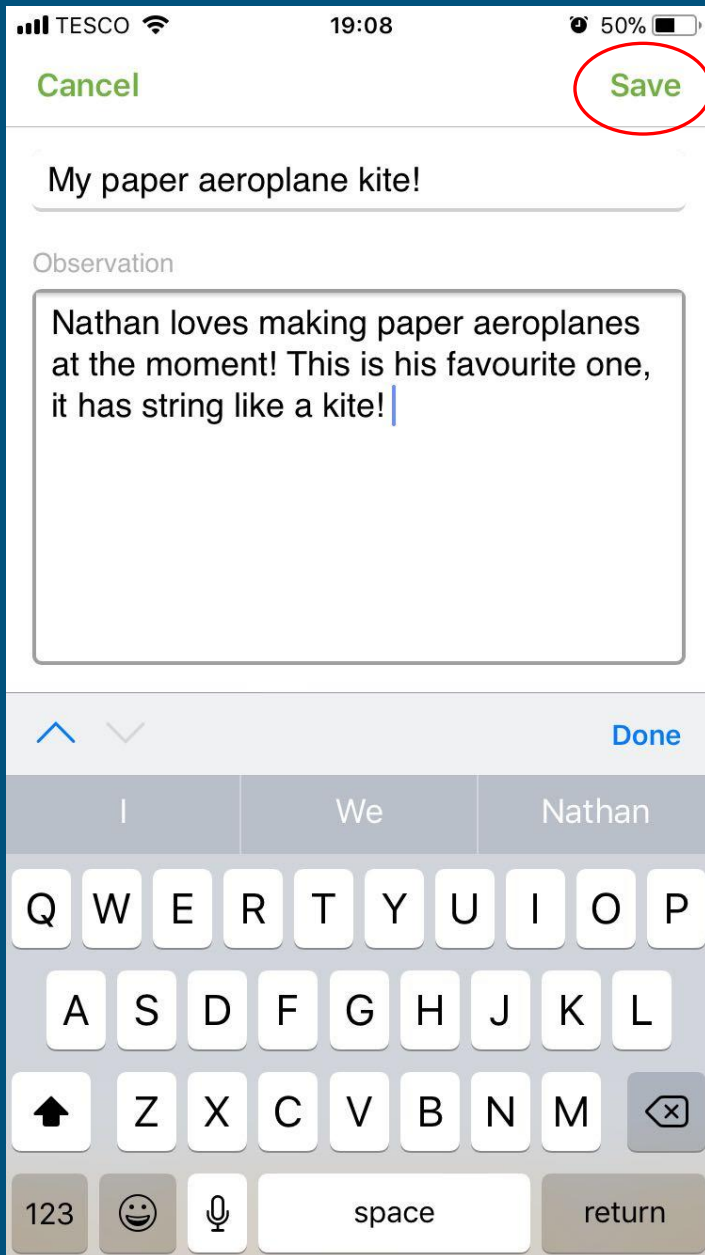 TESCO 19:08 50%
Cancel Save
My paper aeroplane kite!
Observation
Nathan loves making paper aeroplanes
at the moment! This is his favourite one,
it has string like a kite!
Done
I We Nathan
Q W E R T Y U I O P
A S D F G H J K L
Z X C V B N M
123 space return